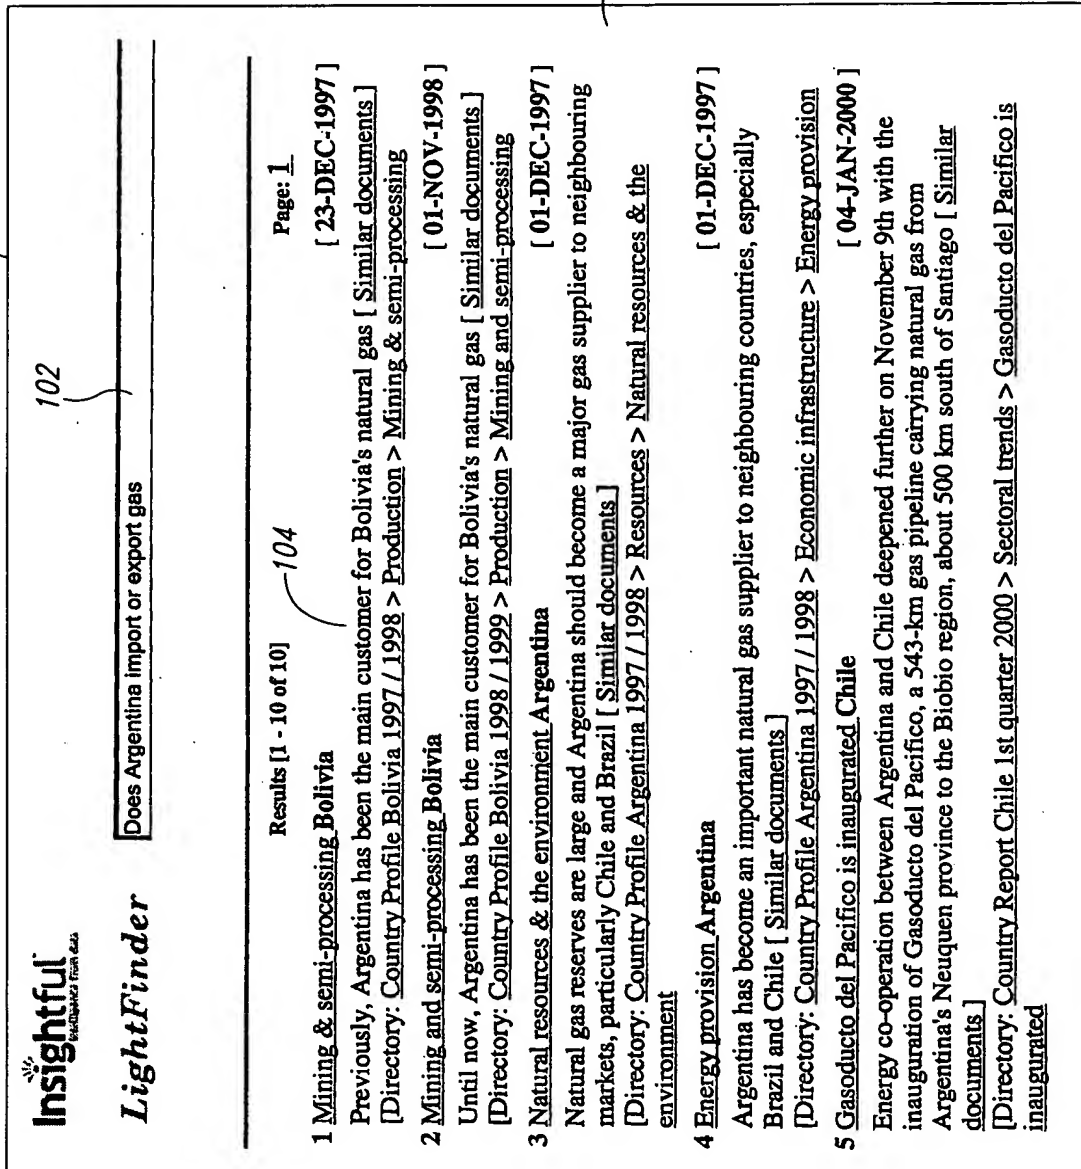 Insightful
intelligence from data
LightFinder
Does Argentina import or export gas
102
Results [1 - 10 of 10]
Page: 1
104
1 Mining & semi-processing Bolivia [ 23-DEC-1997 ]
Previously, Argentina has been the main customer for Bolivia's natural gas [ Similar documents ]
[Directory: Country Profile Bolivia 1997 / 1998 > Production > Mining & semi-processing
2 Mining and semi-processing Bolivia [ 01-NOV-1998 ]
Until now, Argentina has been the main customer for Bolivia's natural gas [ Similar documents ]
[Directory: Country Profile Bolivia 1998 / 1999 > Production > Mining and semi-processing
3 Natural resources & the environment Argentina [ 01-DEC-1997 ]
Natural gas reserves are large and Argentina should become a major gas supplier to neighbouring
markets, particularly Chile and Brazil [ Similar documents ]
[Directory: Country Profile Argentina 1997 / 1998 > Resources > Natural resources & the
environment
4 Energy provision Argentina [ 01-DEC-1997 ]
Argentina has become an important natural gas supplier to neighbouring countries, especially
Brazil and Chile [ Similar documents ]
[Directory: Country Profile Argentina 1997 / 1998 > Economic infrastructure > Energy provision
5 Gasoducto del Pacifico is inaugurated Chile [ 04-JAN-2000 ]
Energy co-operation between Argentina and Chile deepened further on November 9th with the
inauguration of Gasoducto del Pacifico, a 543-km gas pipeline carrying natural gas from
Argentina's Neuquen province to the Biobio region, about 500 km south of Santiago [ Similar
documents ]
[Directory: Country Report Chile 1st quarter 2000 > Sectoral trends > Gasoducto del Pacifico is
inaugurated